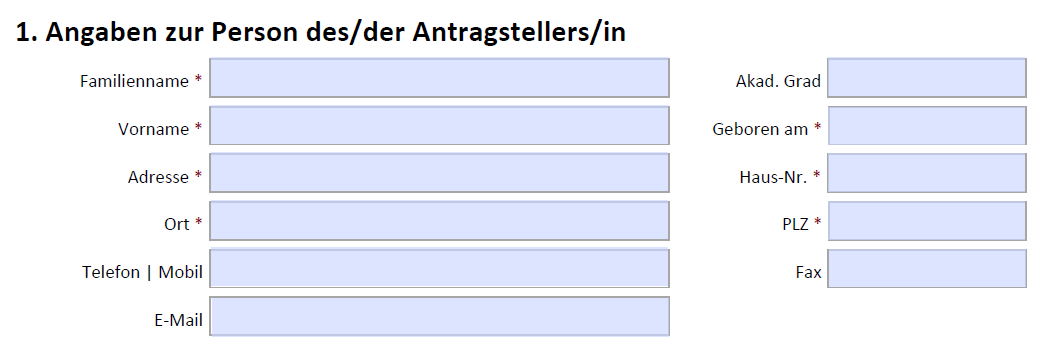 1. Angaben zur Person des/der Antragstellers/in
Familienname * Akad. Grad
Vorname * Geboren am *
Adresse * Haus-Nr. *
Ort * PLZ *
Telefon | Mobil Fax
E-Mail